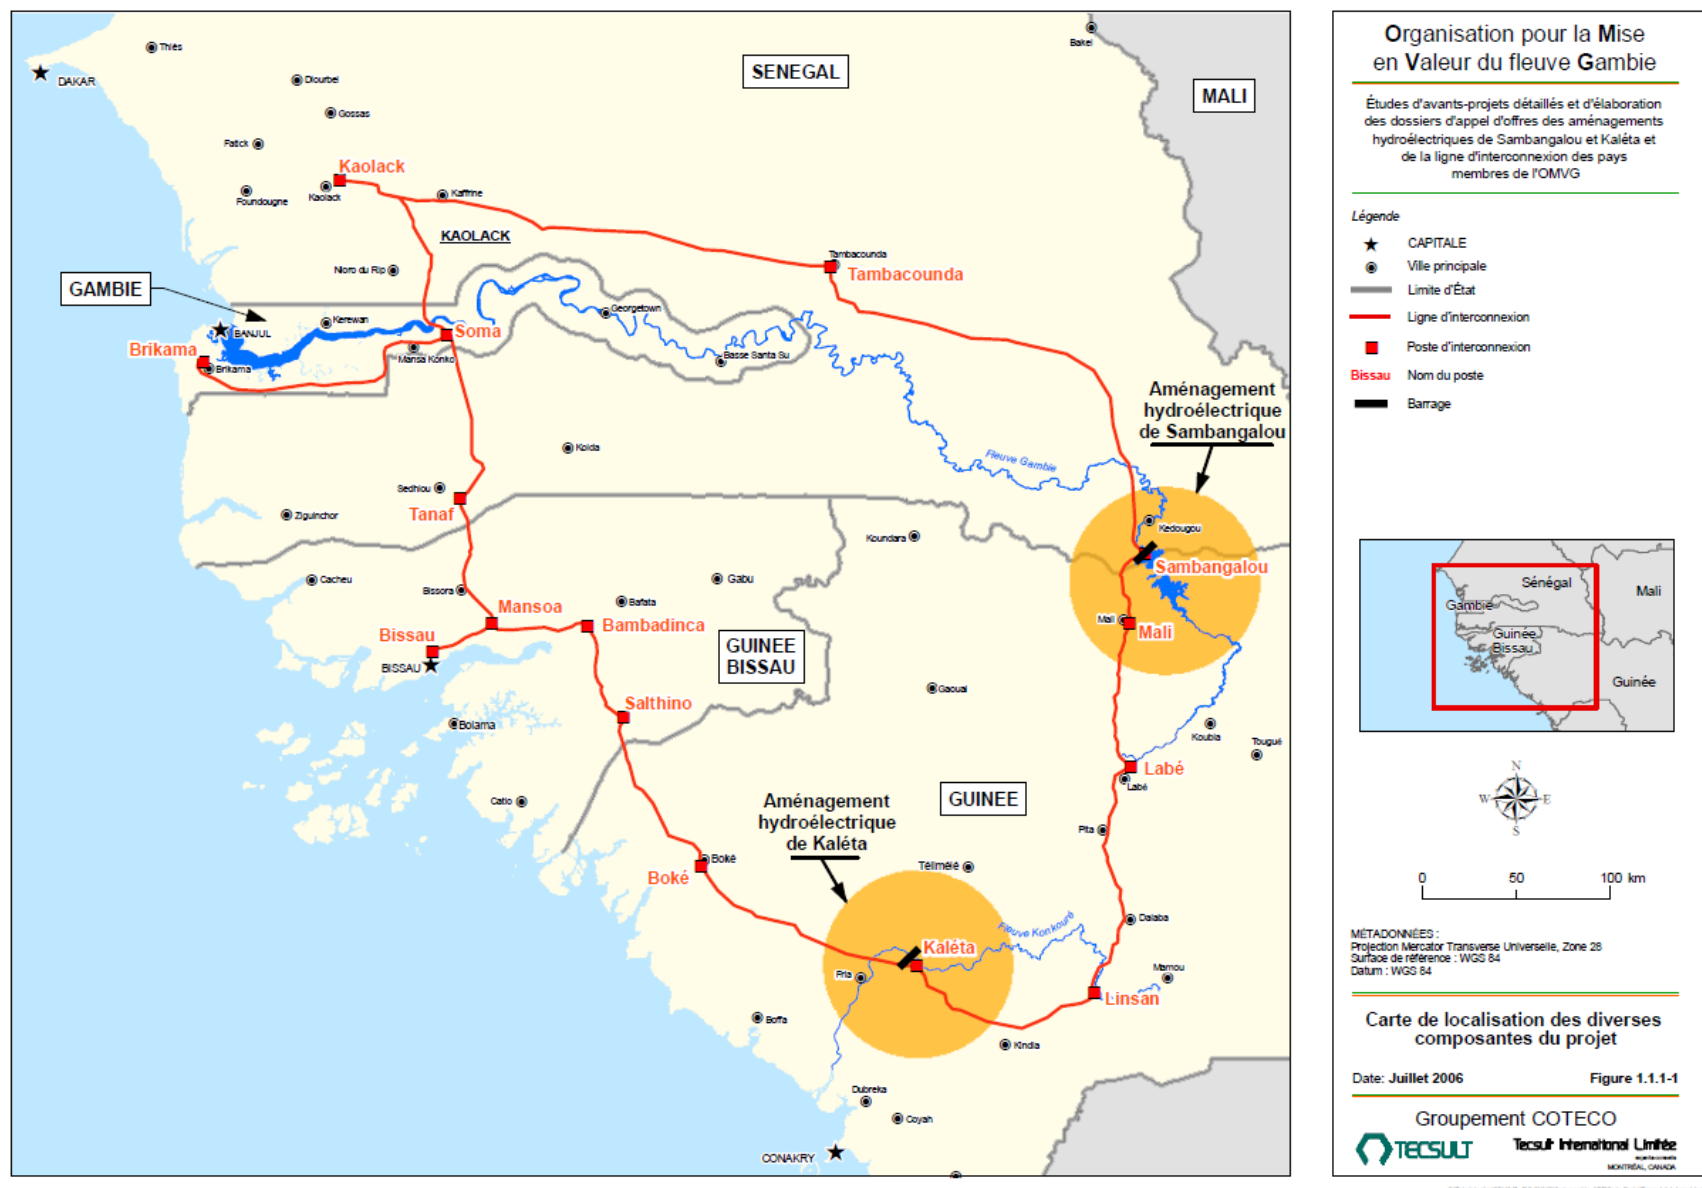 Thiès
DAKAR
Diourbel
Gossas
Fatick
Kaolack
Kaolack
Foundougne
Kaffrine
KAOLACK
SENEGAL
Bakel
MALI
Nioro du Rip
GAMBIE
Kerewan
BANJUL
Brikama
Brikama
Soma
Mansa Konko
Georgetown
Basse Santa Su
Tambacounda
Tambacounda
Aménagement
hydroélectrique
de Sambangalou
Fleuve Gambie
Kolda
Sedhiou
Tanaf
Ziguinchor
Koundara
Kedougou
Sambangalou
Cacheu
Bissora
Gabu
Bafata
Mansoa
Bambadinca
Bissau
BISSAU
GUINEE
BISSAU
Mali
Mali
Gaoual
Salthino
Bolama
Koubia
Tougué
Labé
Labé
Catio
Aménagement
hydroélectrique
de Kaléta
GUINEE
Pita
Boké
Boké
Télimélé
Dalaba
Fleuve Konkouré
Kaléta
Fria
Mamou
Linsan
Boffa
Kindia
Dubreka
Coyah
CONAKRY
Organisation pour la Mise
en Valeur du fleuve Gambie
Études d'avants-projets détaillés et d'élaboration
des dossiers d'appel d'offres des aménagements
hydroélectriques de Sambangalou et Kaléta et
de la ligne d'interconnexion des pays
membres de l'OMVG
Légende
CAPITALE
Ville principale
Limite d'État
Ligne d'interconnexion
Poste d'interconnexion
Bissau Nom du poste
Barrage
Sénégal
Mali
Gambie
Guinée
Bissau
Guinée
N
W E
S
0 50 100 km
MÉTADONNÉES :
Projection Mercator Transverse Universelle, Zone 28
Surface de référence : WGS 84
Datum : WGS 84
Carte de localisation des diverses
composantes du projet
Date: Juillet 2006 Figure 1.1.1-1
Groupement COTECO
TECSULT Tecsult International Limitée
MONTRÉAL, CANADA